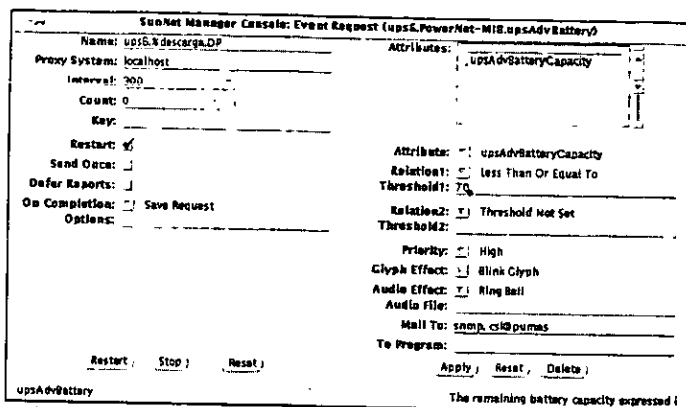 SunNet Manager Console: Event Request (ups6.PowerNet-MIB.upsAdvBattery)
Name: ups6.%descarga.DP
Proxy System: localhost
Interval: 300
Count: 0
Key:
Restart:
Send Once:
Defer Reports:
On Completion: Save Request
Options:
Restart Stop Reset
upsAdvBattery
Attributes: upsAdvBatteryCapacity
Attribute: upsAdvBatteryCapacity
Relation1: Less Than Or Equal To
Threshold1: 70
Relation2: Threshold Not Set
Threshold2:
Priority: High
Glyph Effect: Blink Glyph
Audio Effect: Ring Bell
Audio File:
Mail To: snmp, csi@pumas
To Program:
Apply Reset Delete
The remaining battery capacity expressed i